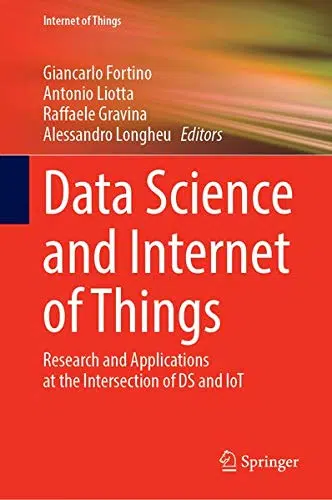 Internet of Things
Giancarlo Fortino
Antonio Liotta
Raffaele Gravina
Alessandro Longheu Editors
Data Science
and Internet
of Things
Research and Applications
at the Intersection of DS and IoT
Springer